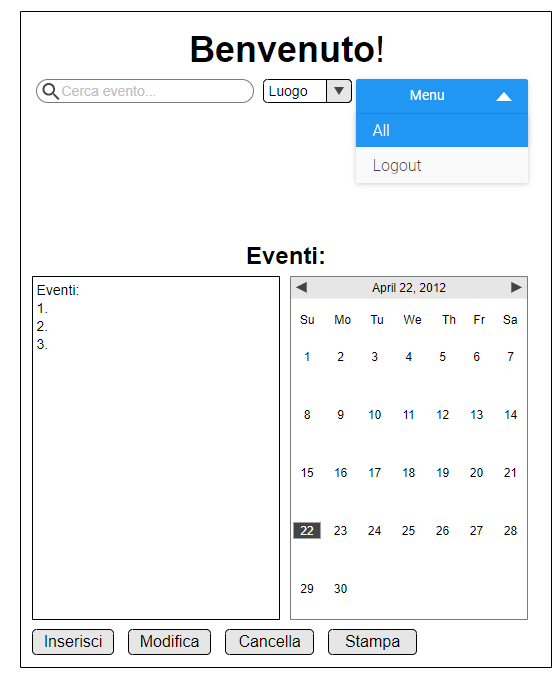 Benvenuto!
Cerca evento...
Luogo
Menu
All
Logout
Eventi:
Eventi:
1.
2.
3.
April 22, 2012
Su Mo Tu We Th Fr Sa
1 2 3 4 5 6 7
8 9 10 11 12 13 14
15 16 17 18 19 20 21
22 23 24 25 26 27 28
29 30
Inserisci Modifica Cancella Stampa